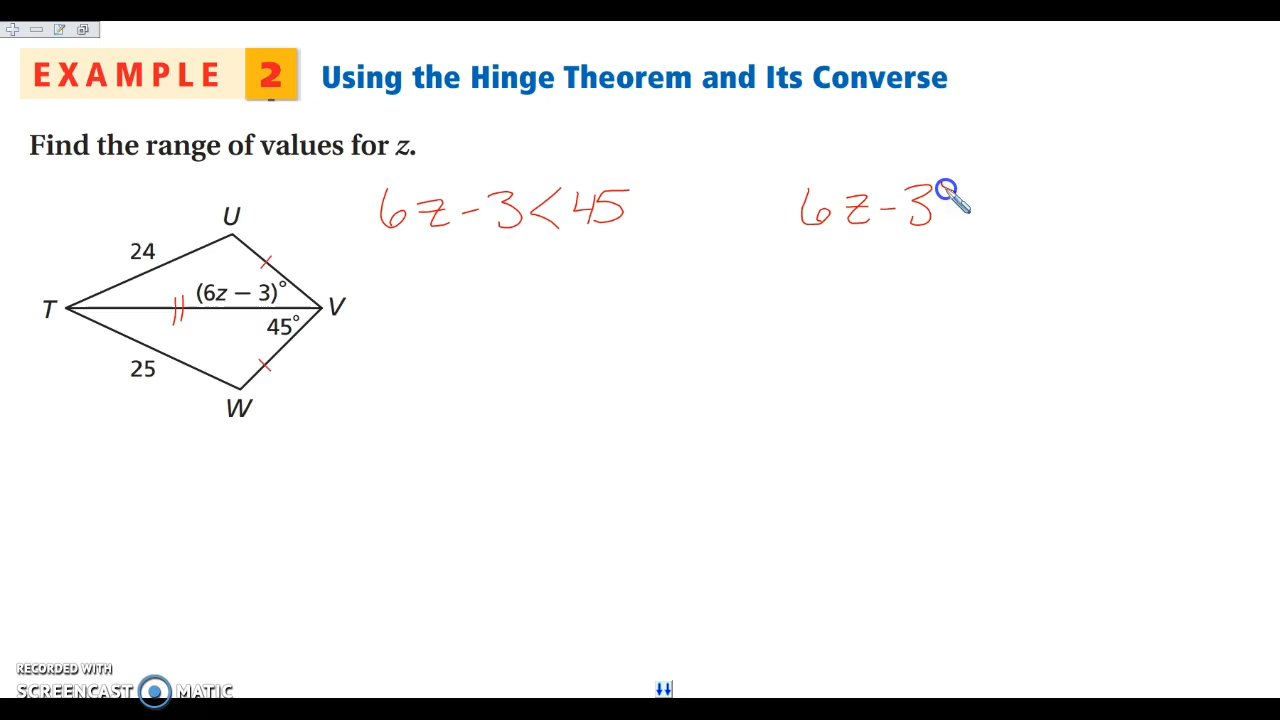 EXAMPLE 2 Using the Hinge Theorem and Its Converse
Find the range of values for z.
6z - 3 < 45
6z - 3
U
24
(6z − 3)°
T
V
45°
25
W
RECORDED WITH
SCREENCAST MATIC